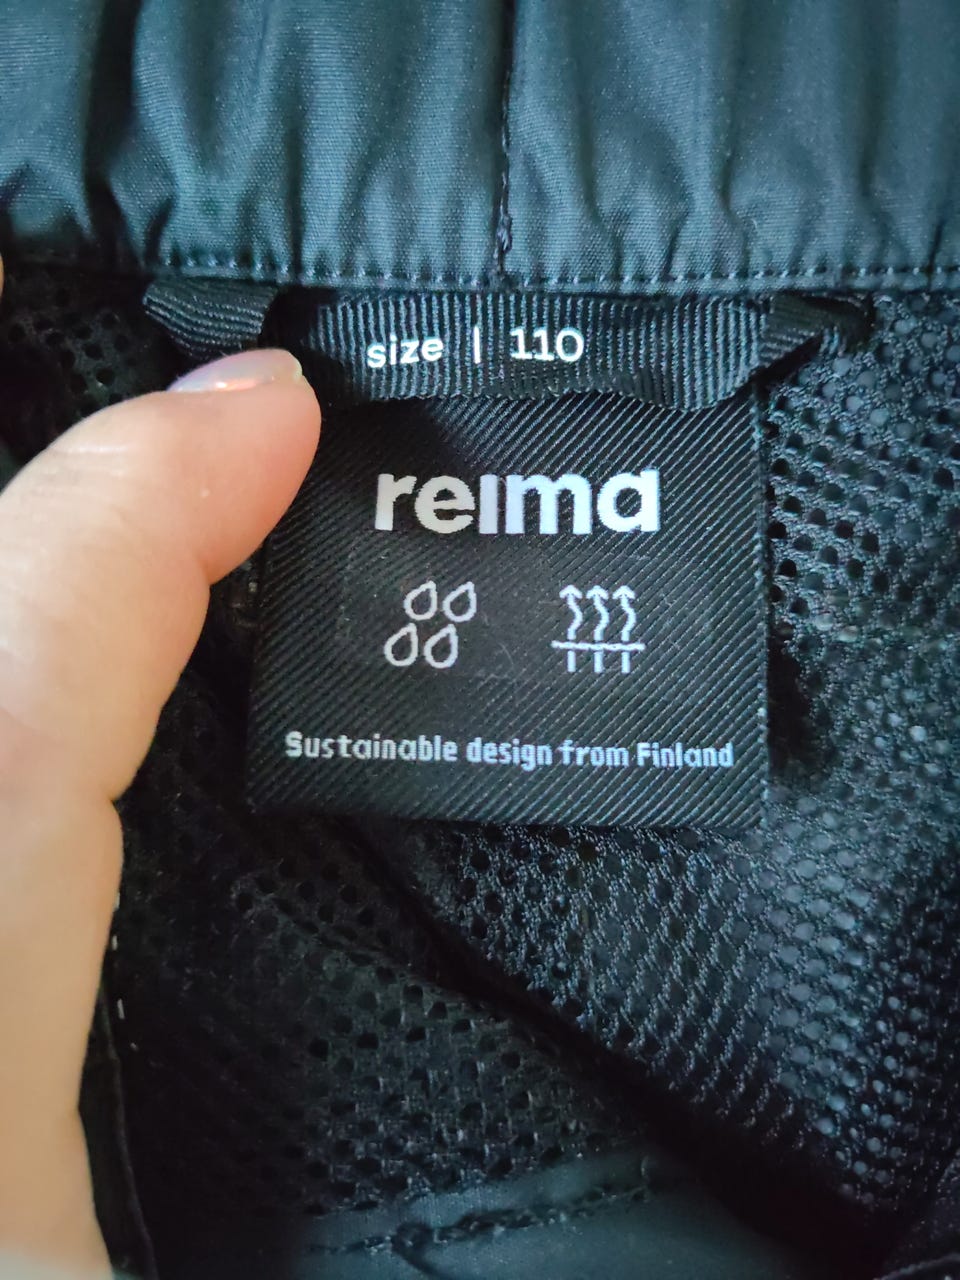 size | 110
reima
Sustainable design from Finland